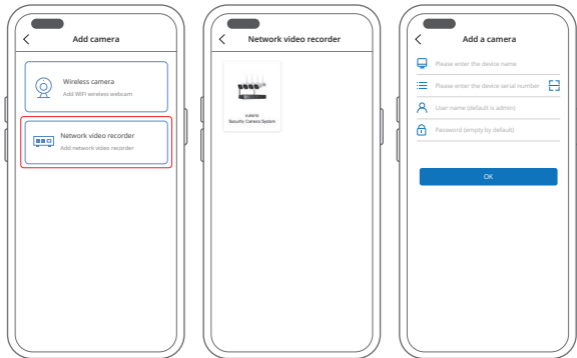 Add camera
Wireless camera
Add WIFI wireless webcam
Network video recorder
Add network video recorder
Network video recorder
Security Camera System
Add a camera
Please enter the device name
Please enter the device serial number
User name (default is admin)
Password (empty by default)
OK